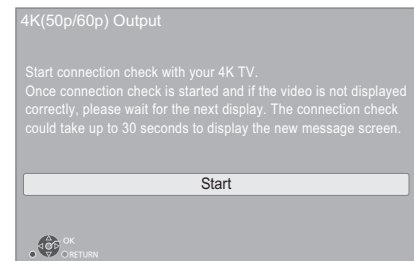 4K(50p/60p) Output
Start connection check with your 4K TV.
Once connection check is started and if the video is not displayed
correctly, please wait for the next display. The connection check
could take up to 30 seconds to display the new message screen.
Start
OK
RETURN